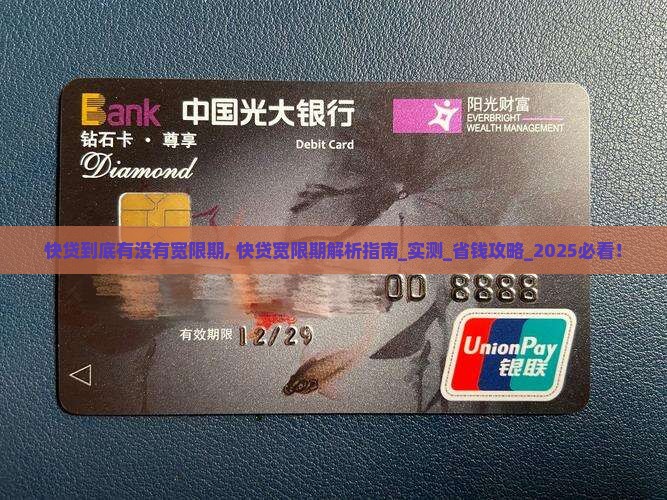 Bank 中国光大银行
阳光财富
EVERBRIGHT
WEALTH MANAGEMENT
钻石卡 · 尊享
Debit Card
Diamond
快贷到底有没有宽限期, 快贷宽限期解析指南_实测_省钱攻略_2025必看!
00 8888
有效期限 12/29
UnionPay
银联